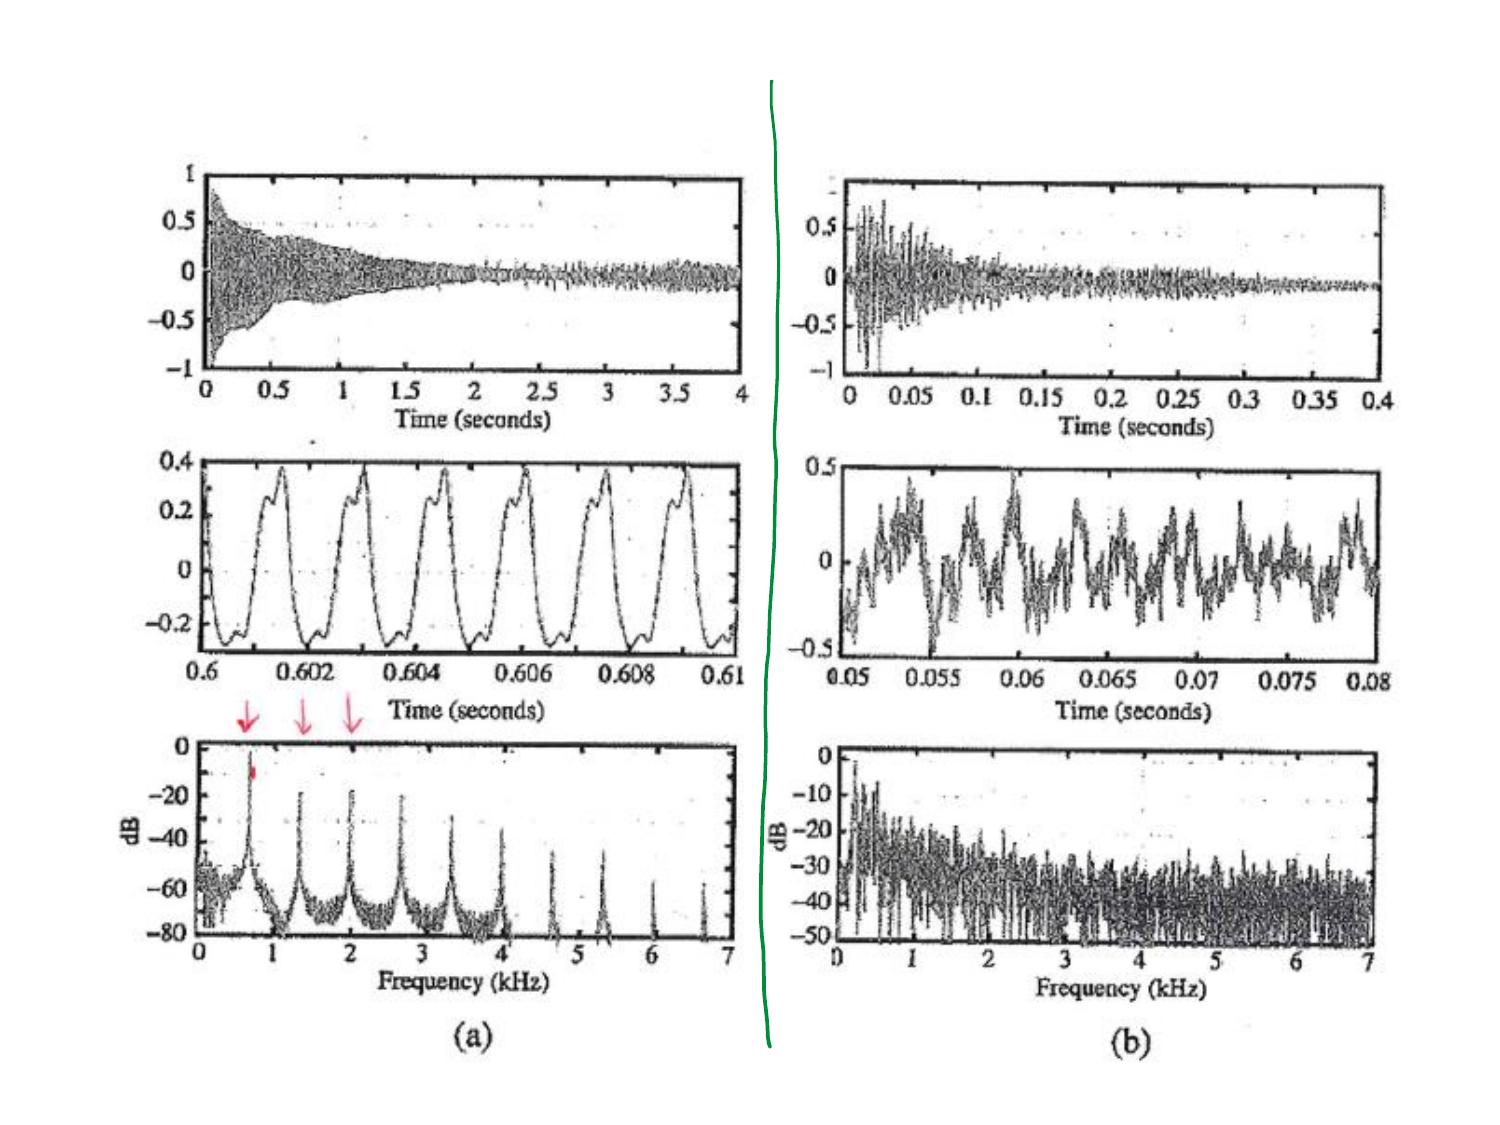 1
0.5
0
−0.5
−1
0 0.5 1 1.5 2 2.5 3 3.5 4
Time (seconds)
0.4
0.2
0
−0.2
0.6 0.602 0.604 0.606 0.608 0.61
Time (seconds)
0
−20
−40
−60
−80
dB
0 1 2 3 4 5 6 7
Frequency (kHz)
(a)
0.5
0
−0.5
−1
0 0.05 0.1 0.15 0.2 0.25 0.3 0.35 0.4
Time (seconds)
0.5
0
−0.5
0.05 0.055 0.06 0.065 0.07 0.075 0.08
Time (seconds)
0
−10
−20
−30
−40
−50
dB
0 1 2 3 4 5 6 7
Frequency (kHz)
(b)